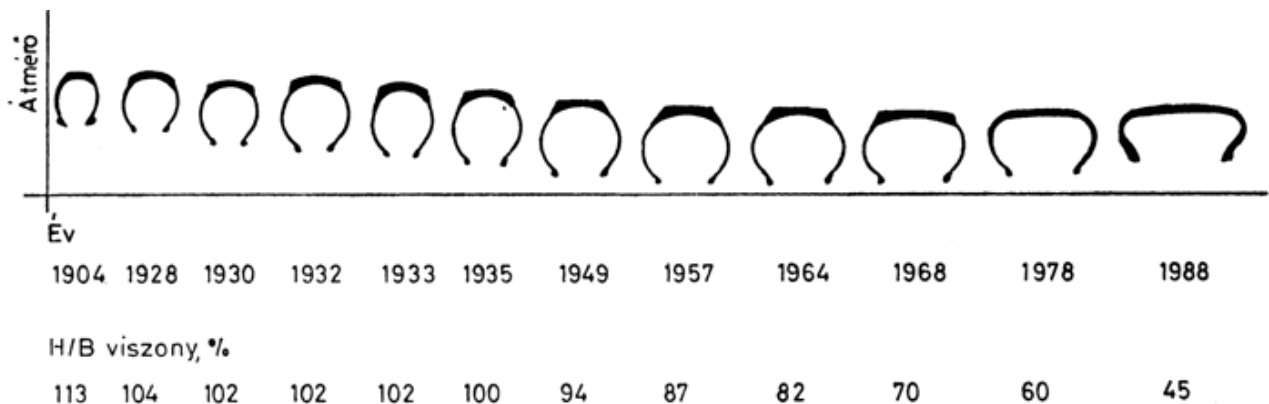 Átmérő
Év
1904 1928 1930 1932 1933 1935 1949 1957 1964 1968 1978 1988
H/B viszony, %
113 104 102 102 102 100 94 87 82 70 60 45